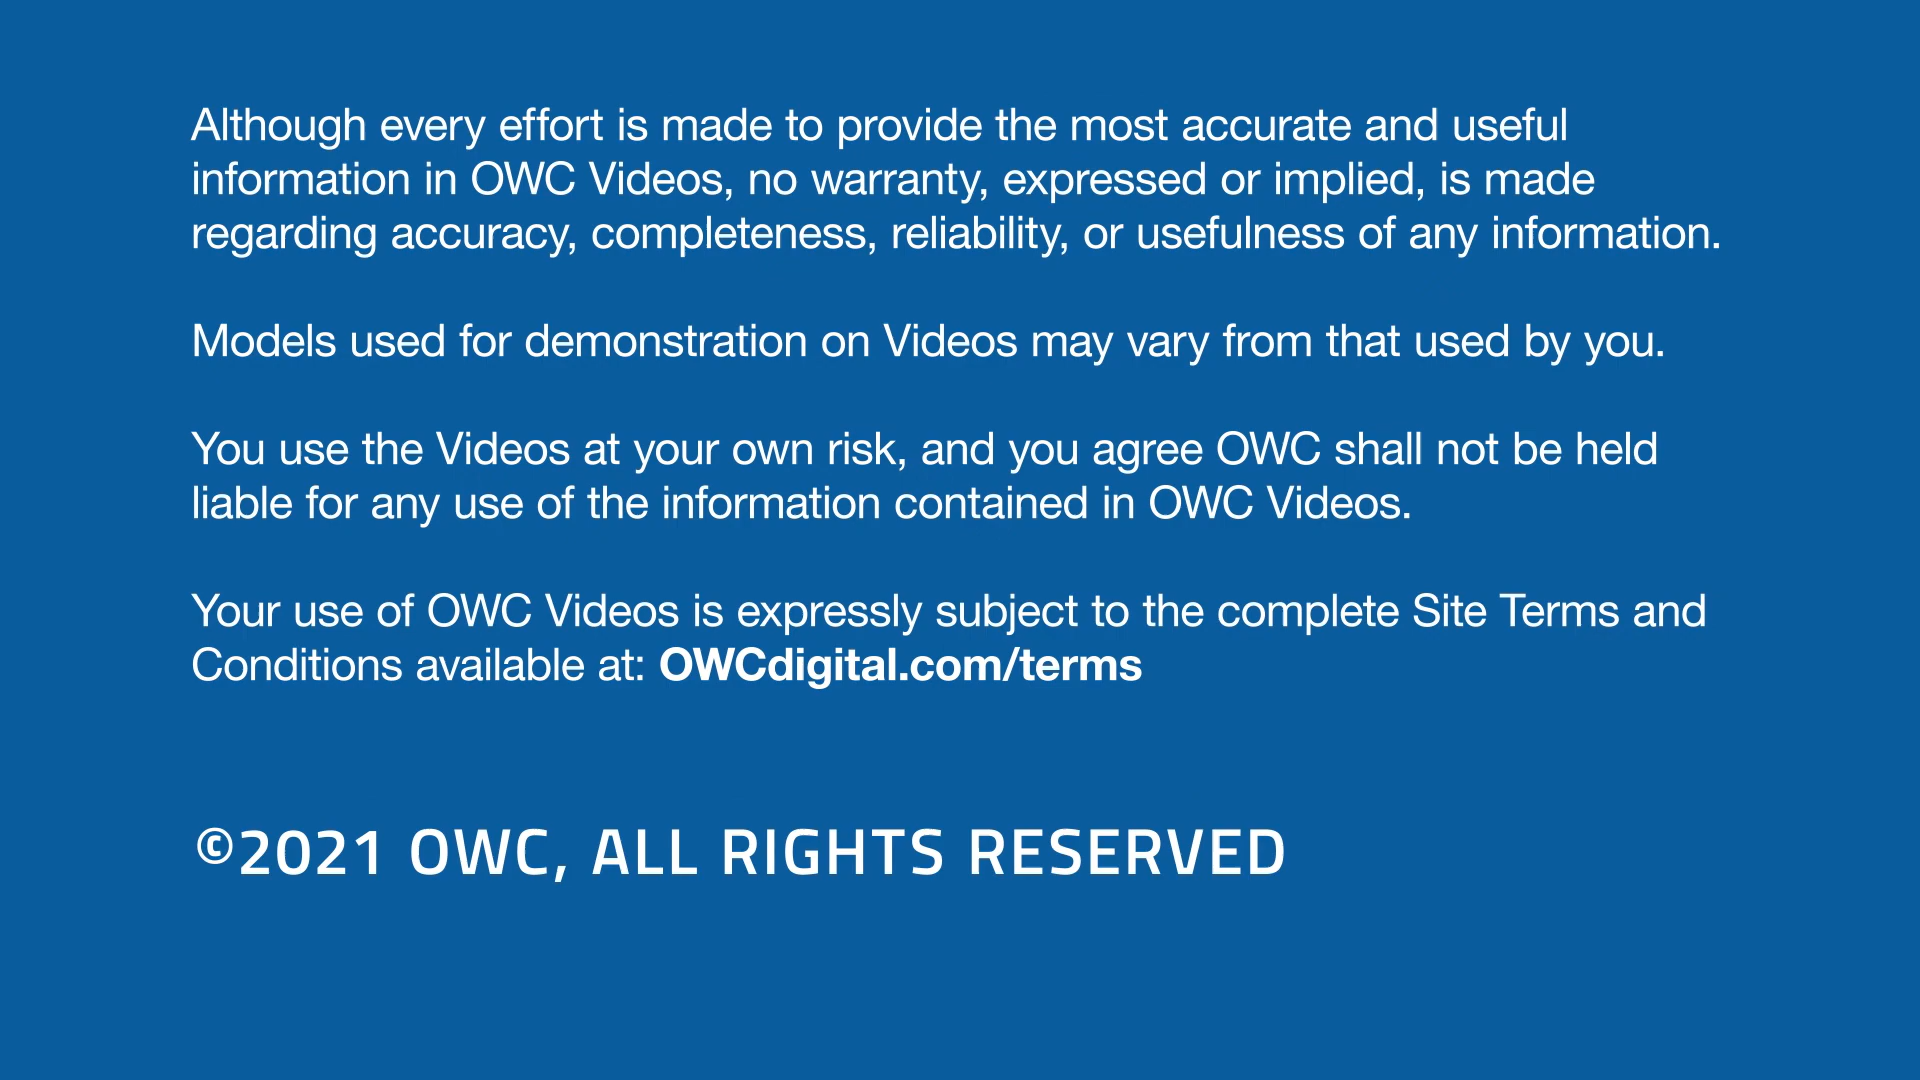 Although every effort is made to provide the most accurate and useful
information in OWC Videos, no warranty, expressed or implied, is made
regarding accuracy, completeness, reliability, or usefulness of any information.
Models used for demonstration on Videos may vary from that used by you.
You use the Videos at your own risk, and you agree OWC shall not be held
liable for any use of the information contained in OWC Videos.
Your use of OWC Videos is expressly subject to the complete Site Terms and
Conditions available at: OWCdigital.com/terms
©2021 OWC, ALL RIGHTS RESERVED